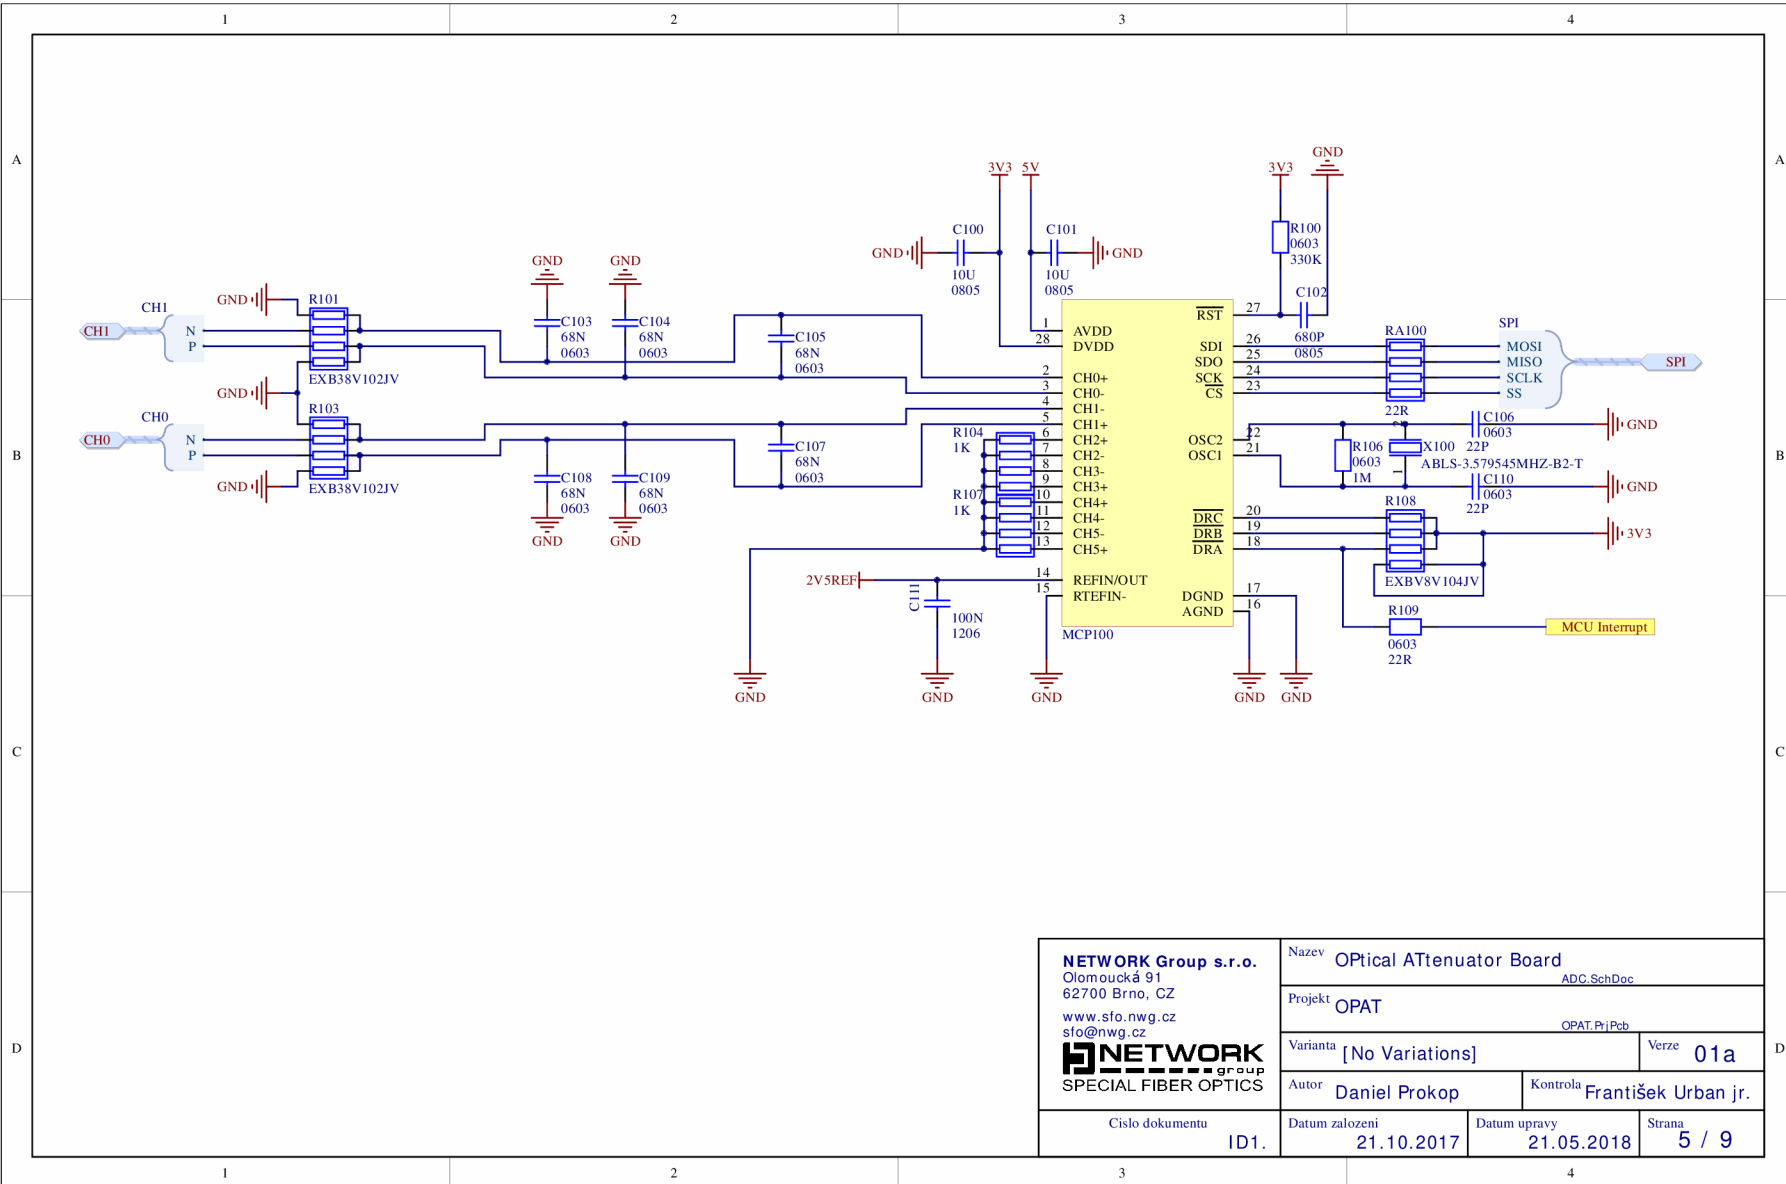 1 2 3 4
A A
B B
C C
D D
1 2 3 4
GND
3V3 5V
3V3
C100
10U
0805
GND
C101
10U
0805
GND
R100
0603
330K
C102
680P
0805
GND
GND
CH1
CH1
N
P
GND
R101
EXB38V102JV
GND
CH0
CH0
N
P
R103
EXB38V102JV
GND
C103
68N
0603
C104
68N
0603
C105
68N
0603
C107
68N
0603
C108
68N
0603
GND
C109
68N
0603
GND
R104
1K
R107
1K
1 AVDD
28 DVDD
2 CH0+
3 CH0-
4 CH1-
5 CH1+
6 CH2+
7 CH2-
8 CH3-
9 CH3+
10 CH4+
11 CH4-
12 CH5-
13 CH5+
14 REFIN/OUT
15 RTEFIN-
RST 27
SDI 26
SDO 25
SCK 24
CS 23
OSC2 22
OSC1 21
DRC 20
DRB 19
DRA 18
DGND 17
AGND 16
MCP100
2V5REF
C111
100N
1206
GND
GND
GND
GND
GND
RA100
22R
SPI
MOSI
MISO
SCLK
SS
SPI
R106
0603
1M
2
X100
1
ABLS-3.579545MHZ-B2-T
C106
0603
22P
GND
C110
0603
22P
GND
R108
EXBV8V104JV
3V3
R109
0603
22R
MCU Interrupt
NETWORK Group s.r.o.
Olomoucká 91
62700 Brno, CZ
www.sfo.nwg.cz
sfo@nwg.cz
NETWORK
group
SPECIAL FIBER OPTICS
Cislo dokumentu
ID1.
Nazev OPtical ATtenuator Board
ADC.SchDoc
Projekt OPAT
OPAT.PrjPcb
Varianta [No Variations]
Verze 01a
Autor Daniel Prokop
Kontrola František Urban jr.
Datum zalozeni
21.10.2017
Datum upravy
21.05.2018
Strana
5 / 9